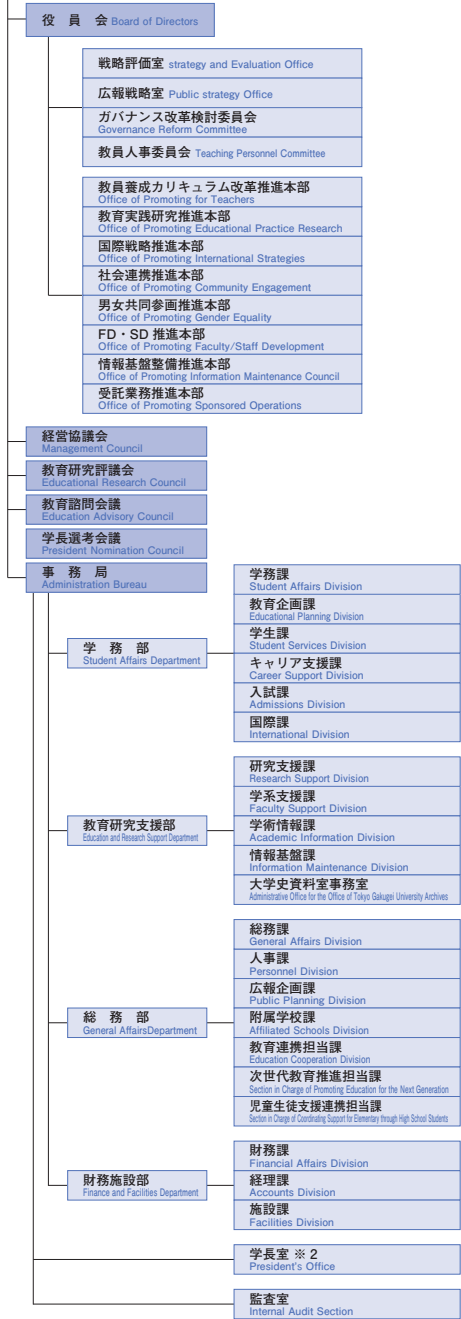 役 員 会 Board of Directors
戦略評価室 strategy and Evaluation Office
広報戦略室 Public strategy Office
ガバナンス改革検討委員会
Governance Reform Committee
教員人事委員会 Teaching Personnel Committee
教員養成カリキュラム改革推進本部
Office of Promoting for Teachers
教育実践研究推進本部
Office of Promoting Educational Practice Research
国際戦略推進本部
Office of Promoting International Strategies
社会連携推進本部
Office of Promoting Community Engagement
男女共同参画推進本部
Office of Promoting Gender Equality
FD・SD 推進本部
Office of Promoting Faculty/Staff Development
情報基盤整備推進本部
Office of Promoting Information Maintenance Council
受託業務推進本部
Office of Promoting Sponsored Operations
経営協議会
Management Council
教育研究評議会
Educational Research Council
教育諮問会議
Education Advisory Council
学長選考会議
President Nomination Council
事 務 局
Administration Bureau
学 務 部
Student Affairs Department
学務課
Student Affairs Division
教育企画課
Educational Planning Division
学生課
Student Services Division
キャリア支援課
Career Support Division
入試課
Admissions Division
国際課
International Division
教育研究支援部
Education and Research Support Department
研究支援課
Research Support Division
学系支援課
Faculty Support Division
学術情報課
Academic Information Division
情報基盤課
Information Maintenance Division
大学史資料室事務室
Administrative Office for the Office of Tokyo Gakugei University Archives
総 務 部
General AffairsDepartment
総務課
General Affairs Division
人事課
Personnel Division
広報企画課
Public Planning Division
附属学校課
Affiliated Schools Division
教育連携担当課
Education Cooperation Division
次世代教育推進担当課
Section in Charge of Promoting Education for the Next Generation
児童生徒支援連携担当課
Section in Charge of Coordinating Support for Elementary through High School Students
財務施設部
Finance and Facilities Department
財務課
Financial Affairs Division
経理課
Accounts Division
施設課
Facilities Division
学長室 ※ 2
President's Office
監査室
Internal Audit Section